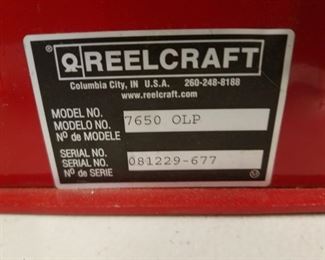 ® REELCRAFT
Columbia City, IN U.S.A. 260-248-8188
www.reelcraft.com
MODEL NO.
MODELO NO. 7650 OLP
Nº de MODELE
SERIAL NO.
SERIAL NO. 081229-677
Nº de SÉRIE